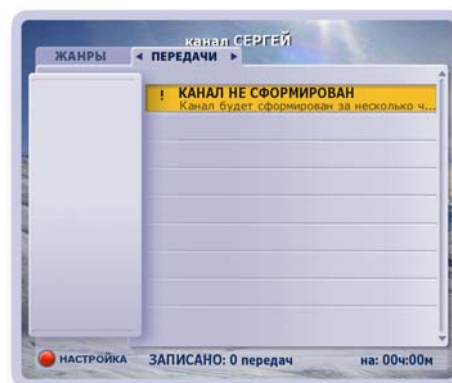 канал СЕРГЕЙ
ЖАНРЫ ПЕРЕДАЧИ
! КАНАЛ НЕ СФОРМИРОВАН
Канал будет сформирован за несколько ч...
НАСТРОЙКА ЗАПИСАНО: 0 передач на: 00ч:00м